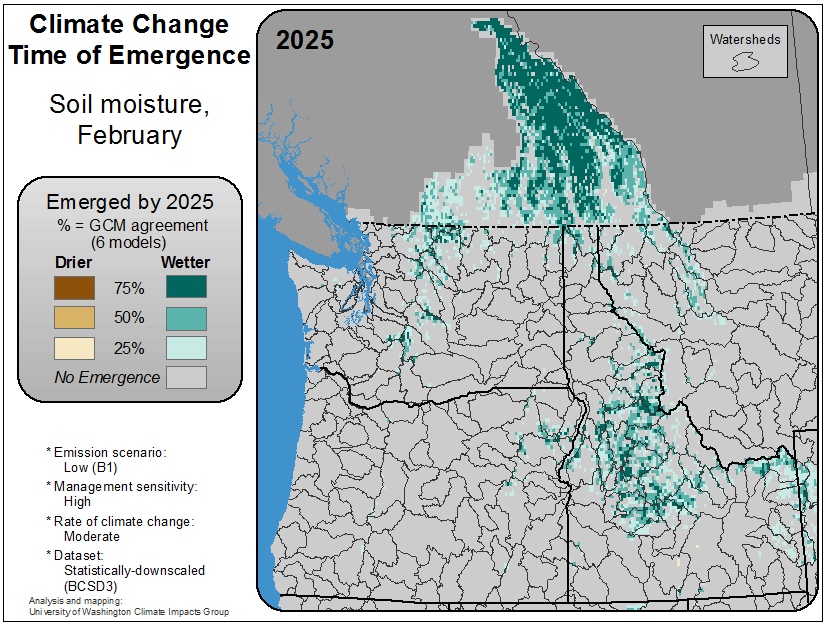 Climate Change
Time of Emergence
Soil moisture,
February
Emerged by 2025
% = GCM agreement
(6 models)
Drier Wetter
75%
50%
25%
No Emergence
* Emission scenario:
Low (B1)
* Management sensitivity:
High
* Rate of climate change:
Moderate
* Dataset:
Statistically-downscaled
(BCSD3)
Analysis and mapping:
University of Washington Climate Impacts Group
2025
Watersheds